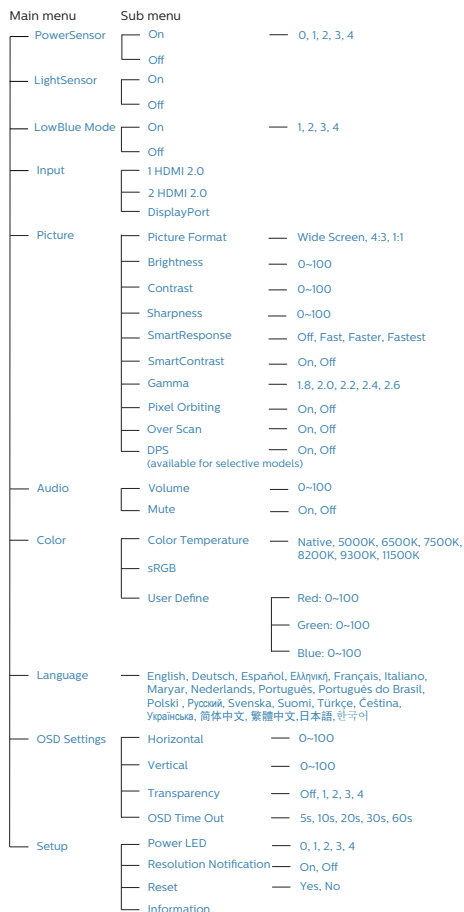 Main menu Sub menu
PowerSensor On 0, 1, 2, 3, 4
Off
LightSensor On
Off
LowBlue Mode On 1, 2, 3, 4
Off
Input 1 HDMI 2.0
2 HDMI 2.0
DisplayPort
Picture Picture Format Wide Screen, 4:3, 1:1
Brightness 0~100
Contrast 0~100
Sharpness 0~100
SmartResponse Off, Fast, Faster, Fastest
SmartContrast On, Off
Gamma 1.8, 2.0, 2.2, 2.4, 2.6
Pixel Orbiting On, Off
Over Scan On, Off
DPS On, Off
(available for selective models)
Audio Volume 0~100
Mute On, Off
Color Color Temperature Native, 5000K, 6500K, 7500K,
8200K, 9300K, 11500K
sRGB
User Define Red: 0~100
Green: 0~100
Blue: 0~100
Language English, Deutsch, Español, Ελληνική, Français, Italiano,
Maryar, Nederlands, Português, Português do Brasil,
Polski , Русский, Svenska, Suomi, Türkçe, Čeština,
Українська, 简体中文, 繁體中文,日本語,한국어
OSD Settings Horizontal 0~100
Vertical 0~100
Transparency Off, 1, 2, 3, 4
OSD Time Out 5s, 10s, 20s, 30s, 60s
Setup Power LED 0, 1, 2, 3, 4
Resolution Notification On, Off
Reset Yes, No
Information